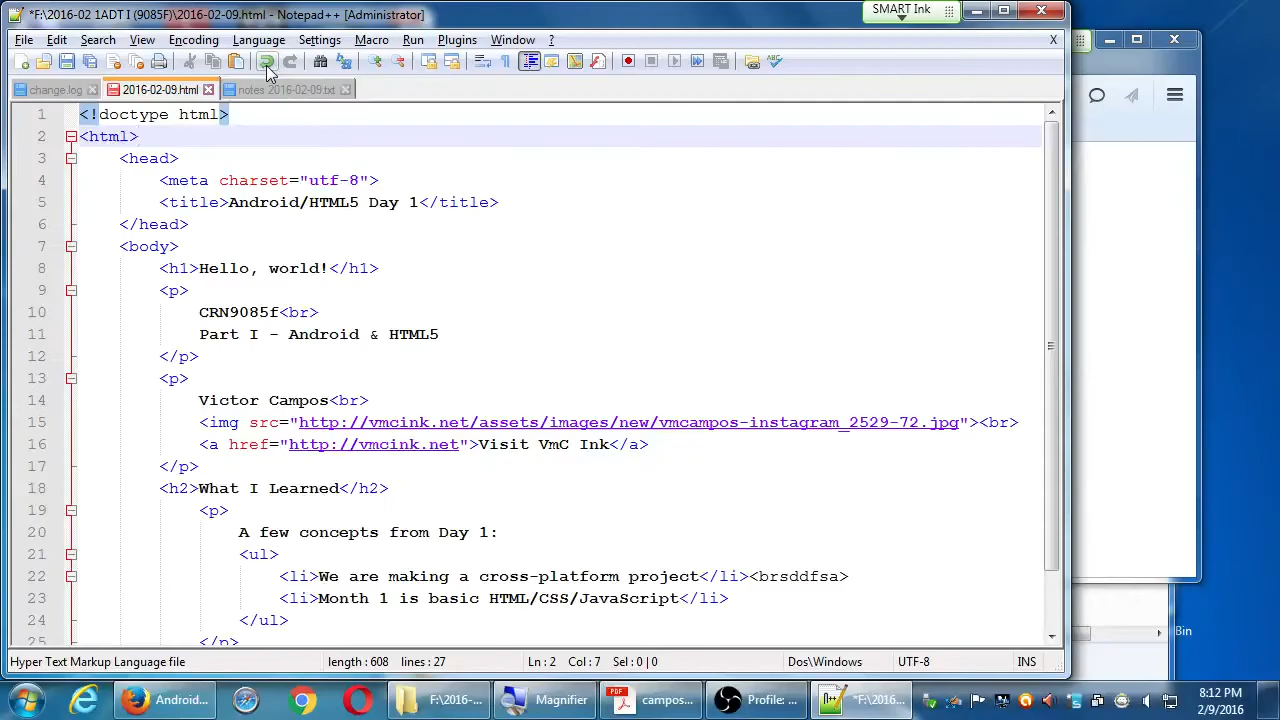 *F:\2016-02 1ADT I (9085F)\2016-02-09.html - Notepad++ [Administrator]
SMART Ink
File Edit Search View Encoding Language Settings Macro Run Plugins Window ? X
change.log 2016-02-09.html notes 2016-02-09.txt
1 <!doctype html>
2 <html>
3 <head>
4 <meta charset="utf-8">
5 <title>Android/HTML5 Day 1</title>
6 </head>
7 <body>
8 <h1>Hello, world!</h1>
9 <p>
10 CRN9085f<br>
11 Part I - Android & HTML5
12 </p>
13 <p>
14 Victor Campos<br>
15 <img src="http://vmcink.net/assets/images/new/vmcampos-instagram_2529-72.jpg"><br>
16 <a href="http://vmcink.net">Visit VmC Ink</a>
17 </p>
18 <h2>What I Learned</h2>
19 <p>
20 A few concepts from Day 1:
21 <ul>
22 <li>We are making a cross-platform project</li><brsddfsa>
23 <li>Month 1 is basic HTML/CSS/JavaScript</li>
24 </ul>
25 </p>
Bin
Hyper Text Markup Language file length : 608 lines : 27 Ln : 2 Col : 7 Sel : 0 | 0 Dos\Windows UTF-8 INS
Android... F:\2016-... Magnifier campos... Profile: ... *F:\2016... 8:12 PM
2/9/2016